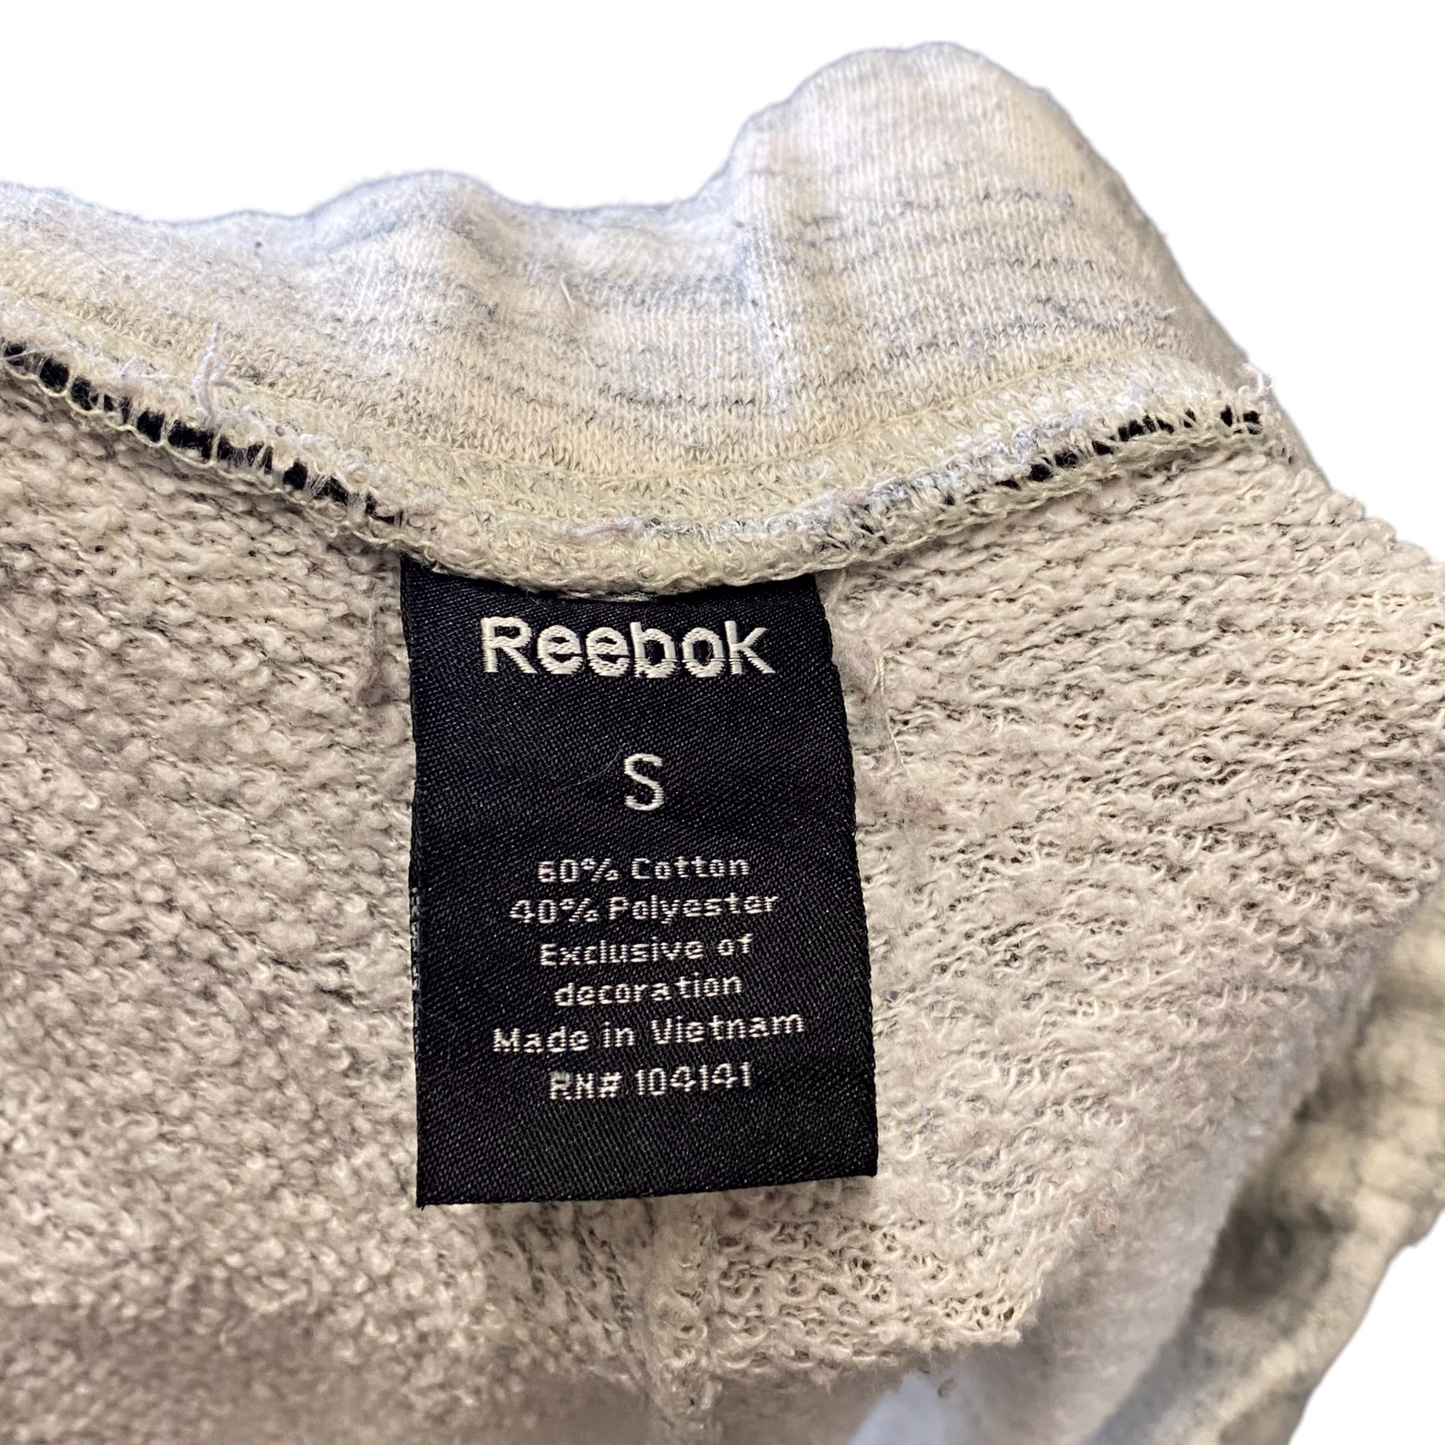 Reebok
S
60% Cotton
40% Polyester
Exclusive of
decoration
Made in Vietnam
RN# 104141